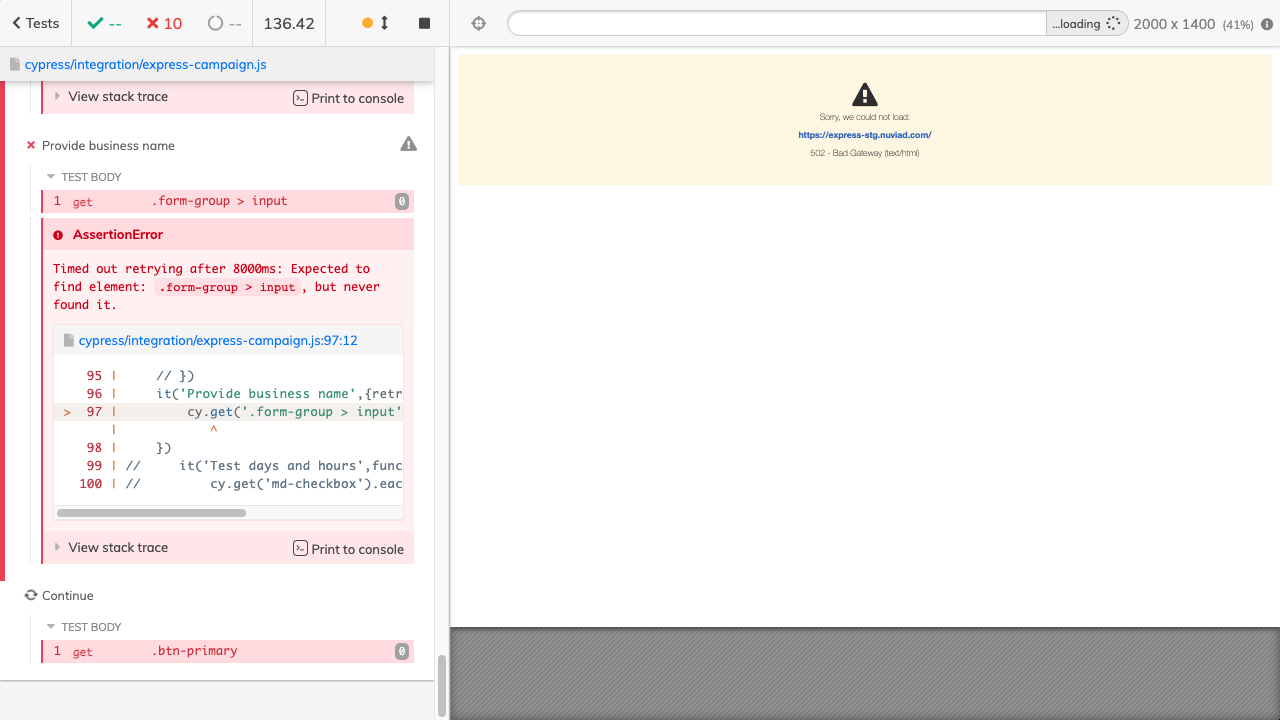 Tests
--
10
--
136.42
...loading
2000 x 1400 (41%)
cypress/integration/express-campaign.js
View stack trace
Print to console
Provide business name
TEST BODY
1 get .form-group > input 0
AssertionError
Timed out retrying after 8000ms: Expected to
find element: .form-group > input, but never
found it.
cypress/integration/express-campaign.js:97:12
95 | // })
96 | it('Provide business name',{retr
> 97 | cy.get('.form-group > input'
| ^
98 | })
99 | // it('Test days and hours',func
100 | // cy.get('md-checkbox').eac
View stack trace
Print to console
Continue
TEST BODY
1 get .btn-primary 0
Sorry, we could not load:
https://express-stg.nuviad.com/
502 - Bad Gateway (text/html)